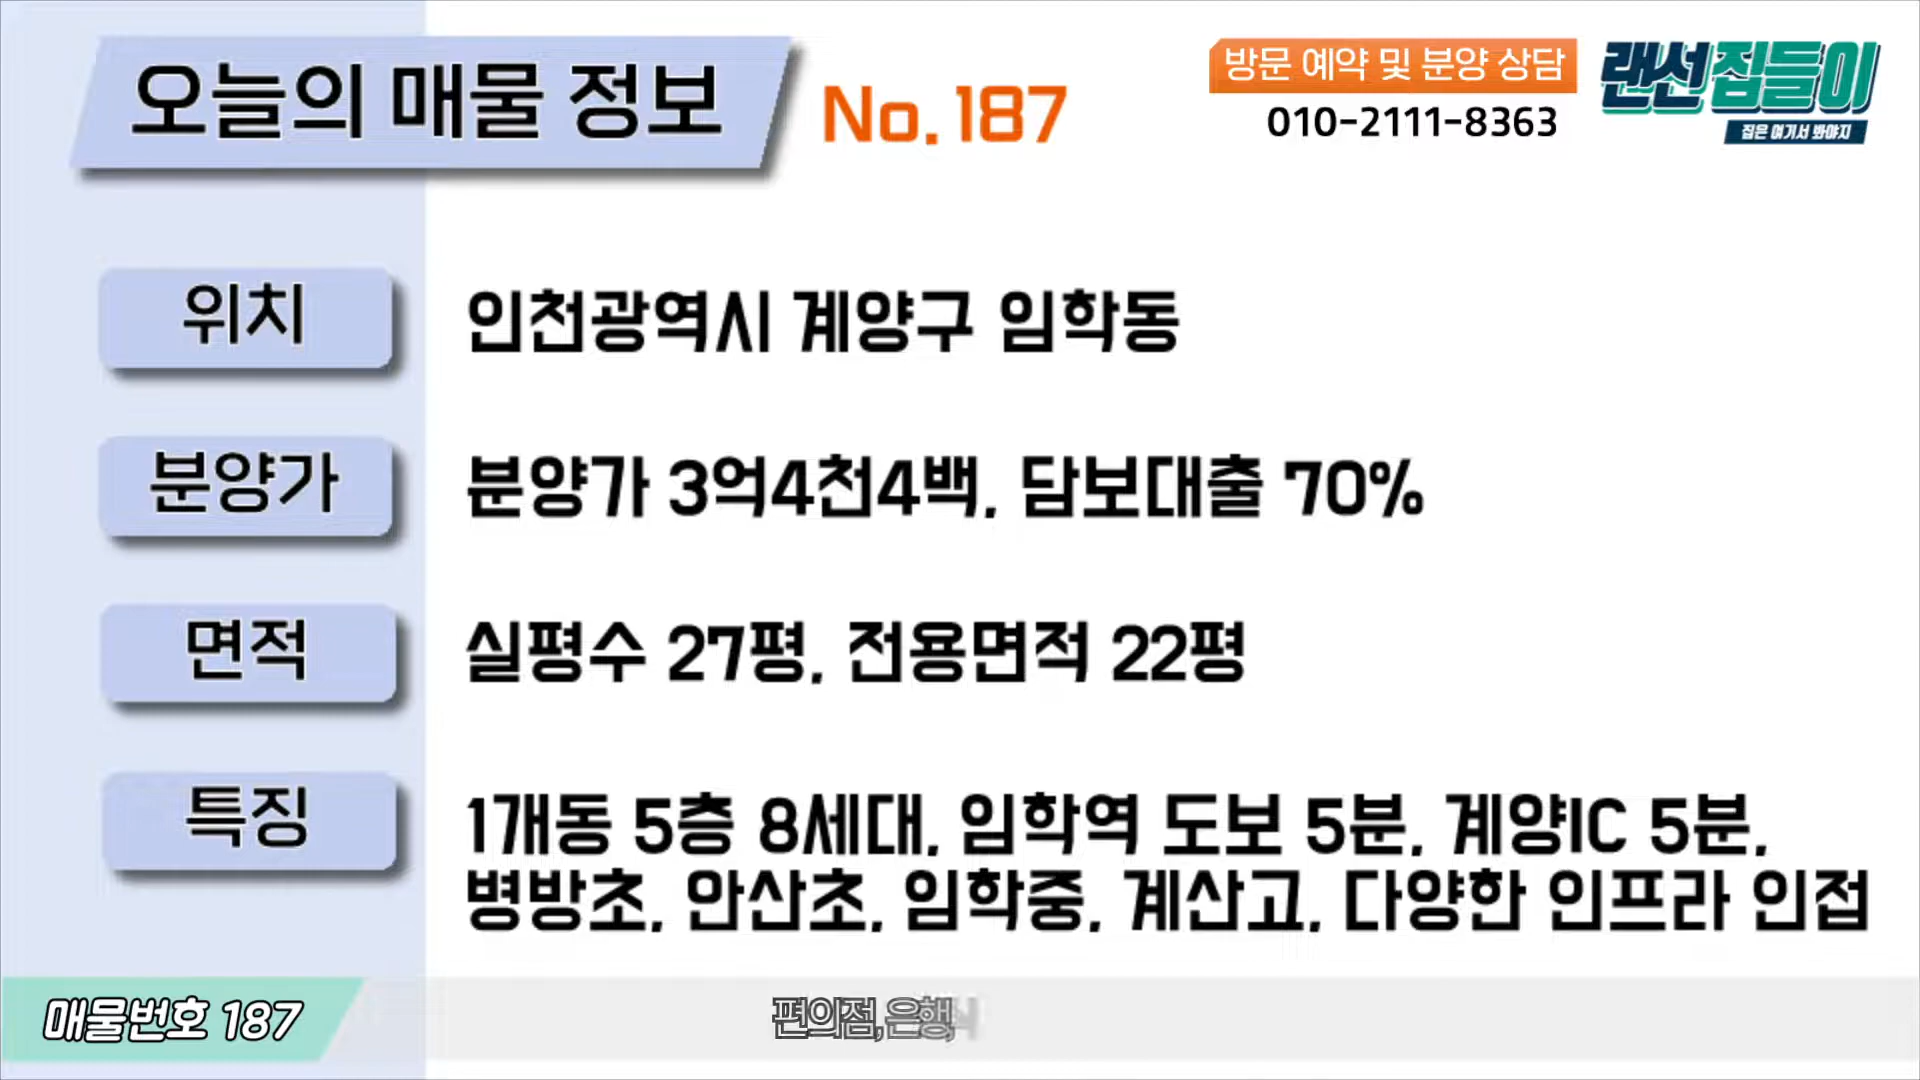 오늘의 매물 정보
No. 187
방문 예약 및 분양 상담
010-2111-8363
랜선집들이
집은 여기서 봐야지
위치
인천광역시 계양구 임학동
분양가
분양가 3억4천4백, 담보대출 70%
면적
실평수 27평, 전용면적 22평
특징
1개동 5층 8세대, 임학역 도보 5분, 계양IC 5분,
병방초, 안산초, 임학중, 계산고, 다양한 인프라 인접
매물번호 187
편의점, 은행,